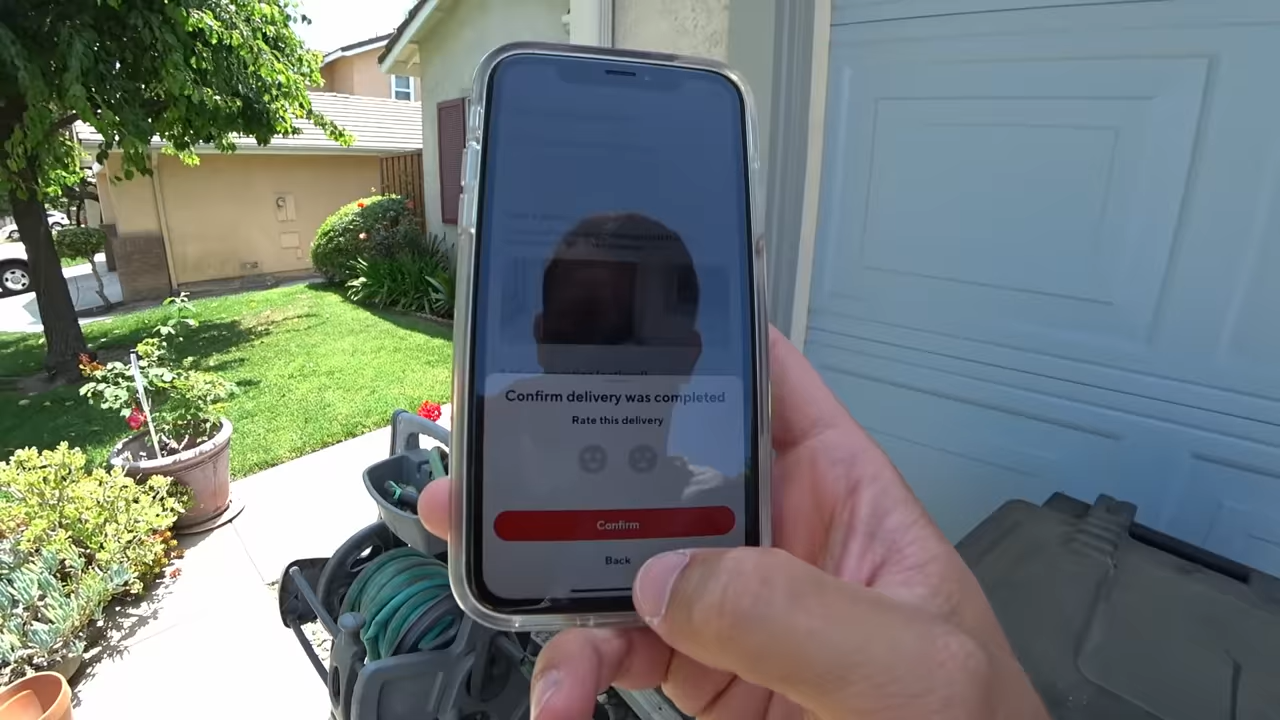 Confirm delivery was completed
Rate this delivery
Confirm
Back